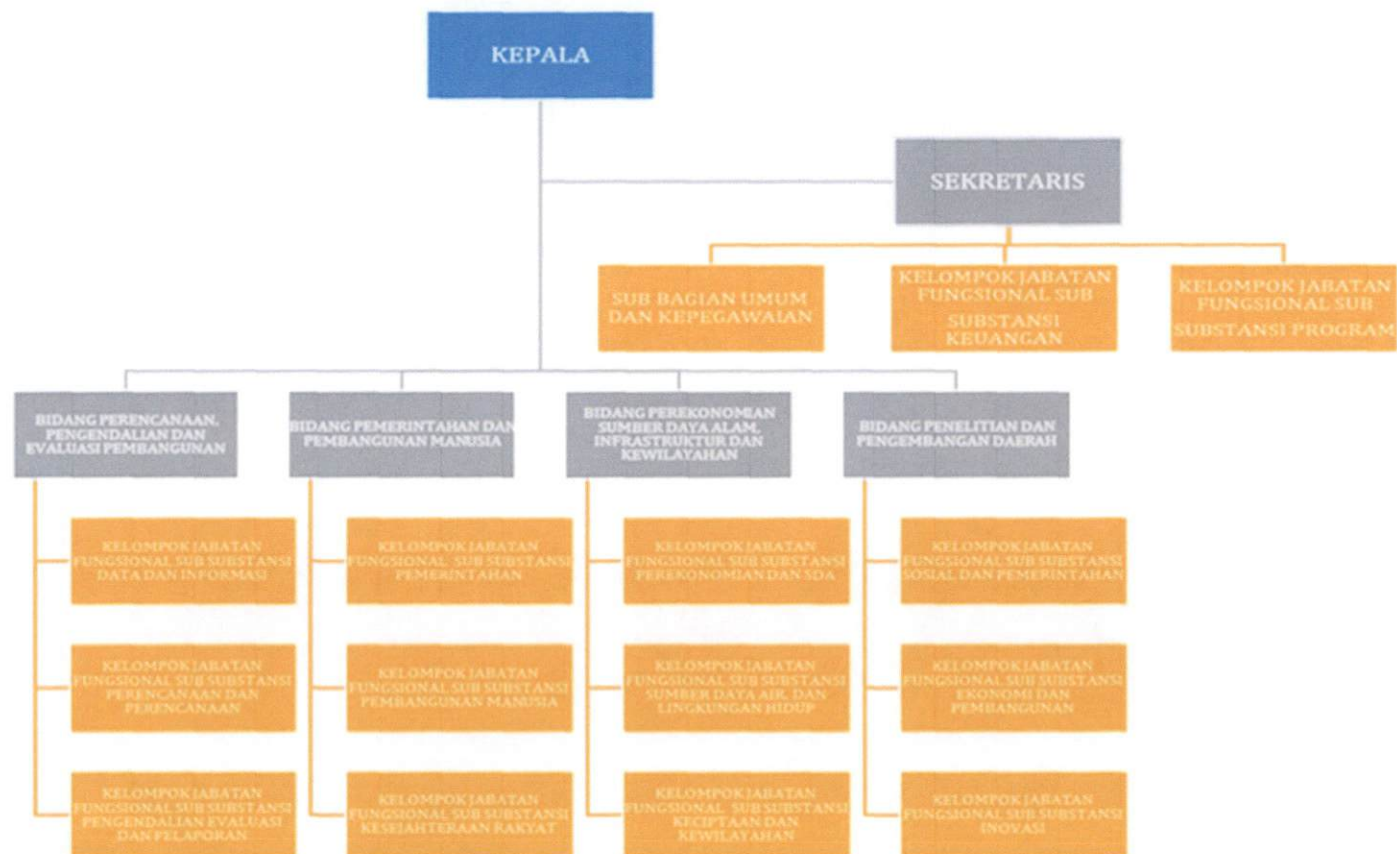 KEPALA
SEKRETARIS
SUB BAGIAN UMUM
DAN KEPEGAWAIAN
KELOMPOK JABATAN
FUNGSIONAL SUB
SUBSTANSI
KEUANGAN
KELOMPOK JABATAN
FUNGSIONAL SUB
SUBSTANSI PROGRAM
BIDANG PERENCANAAN,
PENGENDALIAN DAN
EVALUASI PEMBANGUNAN
BIDANG PEMERINTAHAN DAN
PEMBANGUNAN MANUSIA
BIDANG PEREKONOMIAN
SUMBER DAYA ALAM,
INFRASTRUKTUR DAN
KEWILAYAHAN
BIDANG PENELITIAN DAN
PENGEMBANGAN DAERAH
KELOMPOK JABATAN
FUNGSIONAL SUB SUBSTANSI
DATA DAN INFORMASI
KELOMPOK JABATAN
FUNGSIONAL SUB SUBSTANSI
PEMERINTAHAN
KELOMPOK JABATAN
FUNGSIONAL SUB SUBSTANSI
PEREKONOMIAN DAN SDA
KELOMPOK JABATAN
FUNGSIONAL SUB SUBSTANSI
SOSIAL DAN PEMERINTAHAN
KELOMPOK JABATAN
FUNGSIONAL SUB SUBSTANSI
PERENCANAAN DAN
PERENCANAAN
KELOMPOK JABATAN
FUNGSIONAL SUB SUBSTANSI
PEMBANGUNAN MANUSIA
KELOMPOK JABATAN
FUNGSIONAL SUB SUBSTANSI
SUMBER DAYA AIR, DAN
LINGKUNGAN HIDUP
KELOMPOK JABATAN
FUNGSIONAL SUB SUBSTANSI
EKONOMI DAN
PEMBANGUNAN
KELOMPOK JABATAN
FUNGSIONAL SUB SUBSTANSI
PENGENDALIAN EVALUASI
DAN PELAPORAN
KELOMPOK JABATAN
FUNGSIONAL SUB SUBSTANSI
KESEJAHTERAAN RAKYAT
KELOMPOK JABATAN
FUNGSIONAL SUB SUBSTANSI
KECIPTAAN DAN
KEWILAYAHAN
KELOMPOK JABATAN
FUNGSIONAL SUB SUBSTANSI
INOVASI